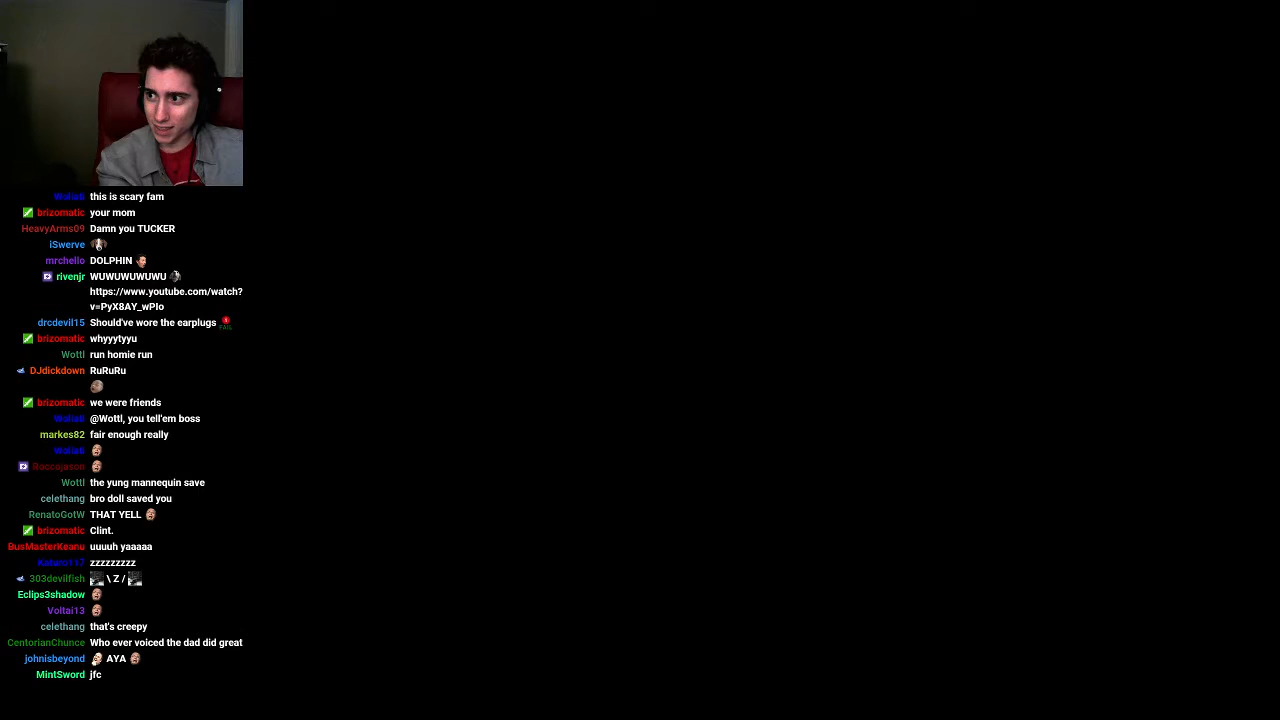 Wallab this is scary fam
brizomatic your mom
HeavyArms09 Damn you TUCKER
iSwerve
mrchello DOLPHIN
rivenjr WUWUWUWUWU
https://www.youtube.com/watch?
v=PyX8AY_wPIo
drcdevil15 Should've wore the earplugs
brizomatic whyyytyyu
Wottl run homie run
DJdickdown RuRuRu
brizomatic we were friends
@Wottl, you tell'em boss
markes82 fair enough really
Roccojason
Wottl the yung mannequin save
celethang bro doll saved you
RenatoGotW THAT YELL
brizomatic Clint.
BusMasterKeanu uuuuh yaaaaa
zzzzzzzzz
303devilfish \ Z /
Eclips3shadow
Voltai13
celethang that's creepy
CentorianChunce Who ever voiced the dad did great
johnisbeyond AYA
MintSword jfc